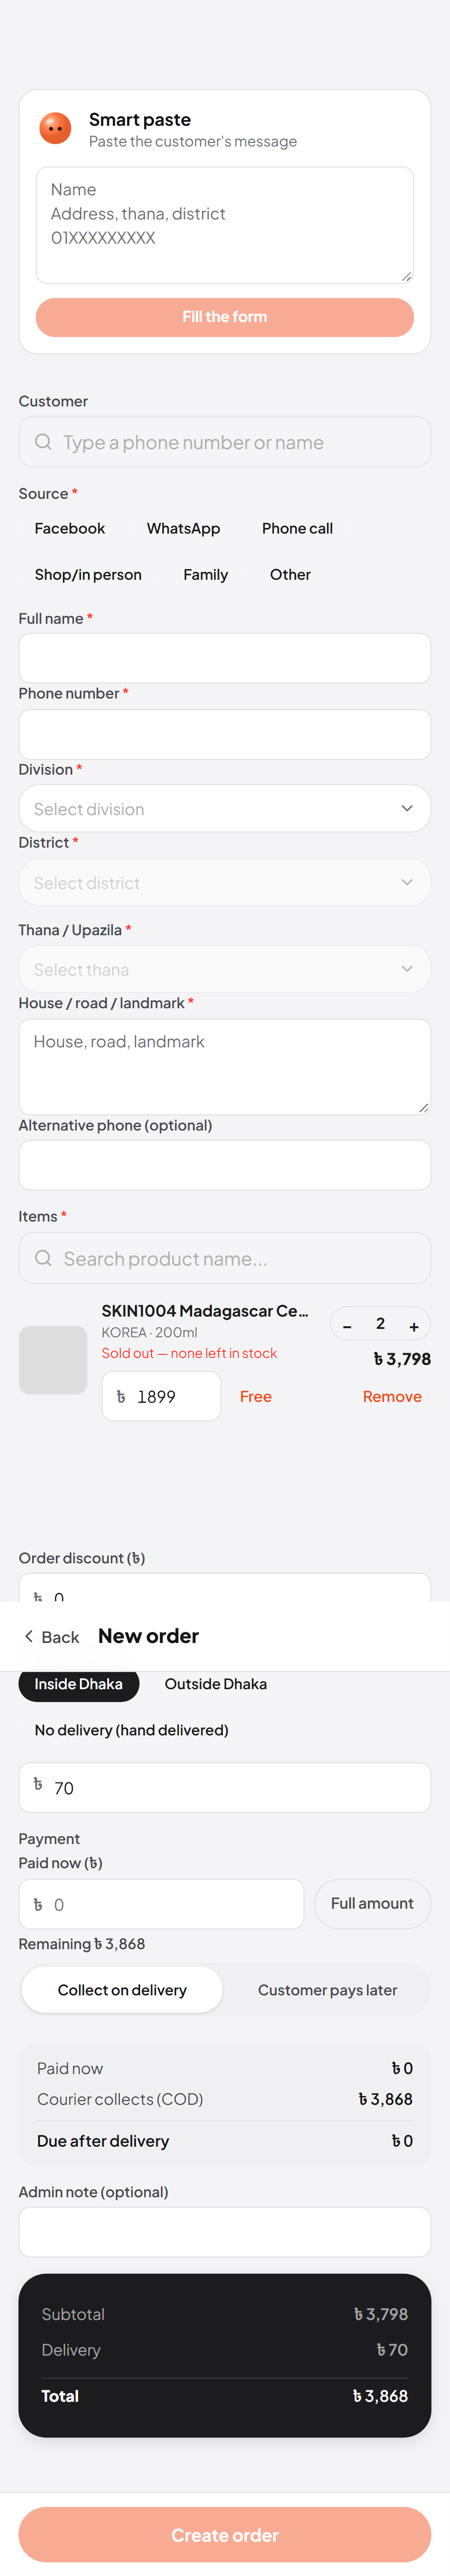 Smart paste
Paste the customer's message
Name
Address, thana, district
01XXXXXXXXX
Fill the form
Customer
Type a phone number or name
Source *
Facebook WhatsApp Phone call
Shop/in person Family Other
Full name *
Phone number *
Division *
Select division
District *
Select district
Thana / Upazila *
Select thana
House / road / landmark *
House, road, landmark
Alternative phone (optional)
Items *
Search product name...
SKIN1004 Madagascar Ce...
− 2 +
KOREA · 200ml
Sold out — none left in stock
৳ 3,798
৳ 1899 Free Remove
Order discount (৳)
৳ 0
Back New order
Inside Dhaka Outside Dhaka
No delivery (hand delivered)
৳ 70
Payment
Paid now (৳)
৳ 0 Full amount
Remaining ৳ 3,868
Collect on delivery Customer pays later
Paid now ৳ 0
Courier collects (COD) ৳ 3,868
Due after delivery ৳ 0
Admin note (optional)
Subtotal ৳ 3,798
Delivery ৳ 70
Total ৳ 3,868
Create order